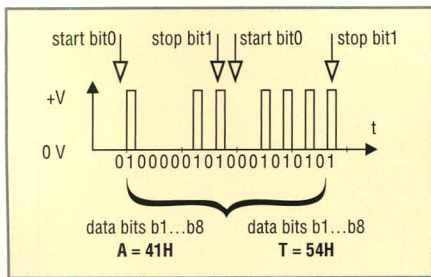 start bit0 stop bit1 start bit0 stop bit1
+V
t
0 V
01000001010001010101
data bits b1...b8 data bits b1...b8
A = 41H T = 54H